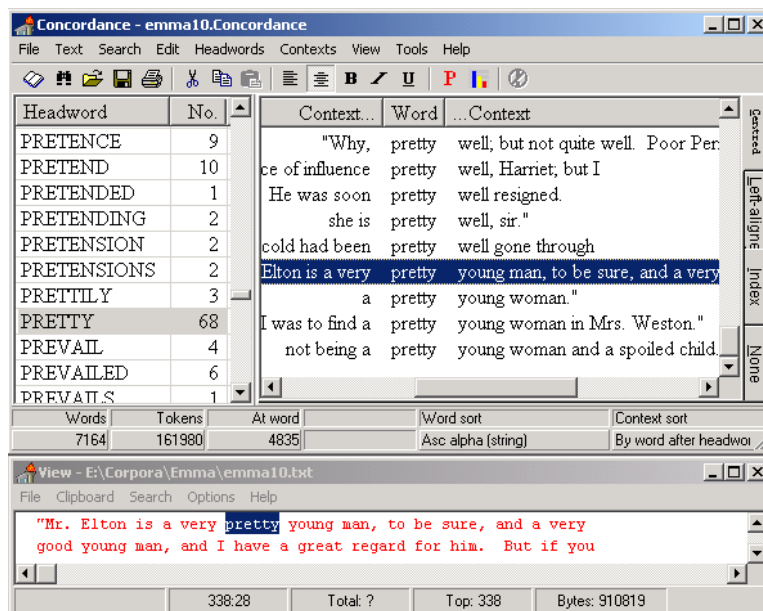 Concordance - emma10.Concordance
File Text Search Edit Headwords Contexts View Tools Help
B I U P
Headword No. Context... Word ...Context
PRETENCE 9 "Why, pretty well; but not quite well. Poor Per
PRETEND 10 ce of influence pretty well, Harriet; but I
PRETENDED 1 He was soon pretty well resigned.
PRETENDING 2 she is pretty well, sir."
PRETENSION 2 cold had been pretty well gone through
PRETENSIONS 2 Elton is a very pretty young man, to be sure, and a very
PRETTILY 3 a pretty young woman."
PRETTY 68 I was to find a pretty young woman in Mrs. Weston."
PREVAIL 4 not being a pretty young woman and a spoiled child.
PREVAILED 6
PREVAILS 1
Centred
Left-aligne
Index
None
Words Tokens At word Word sort Context sort
7164 161980 4835 Asc alpha (string) By word after headwor
View - E:\Corpora\Emma\emma10.txt
File Clipboard Search Options Help
"Mr. Elton is a very pretty young man, to be sure, and a very
good young man, and I have a great regard for him. But if you
338:28 Total: ? Top: 338 Bytes: 910819